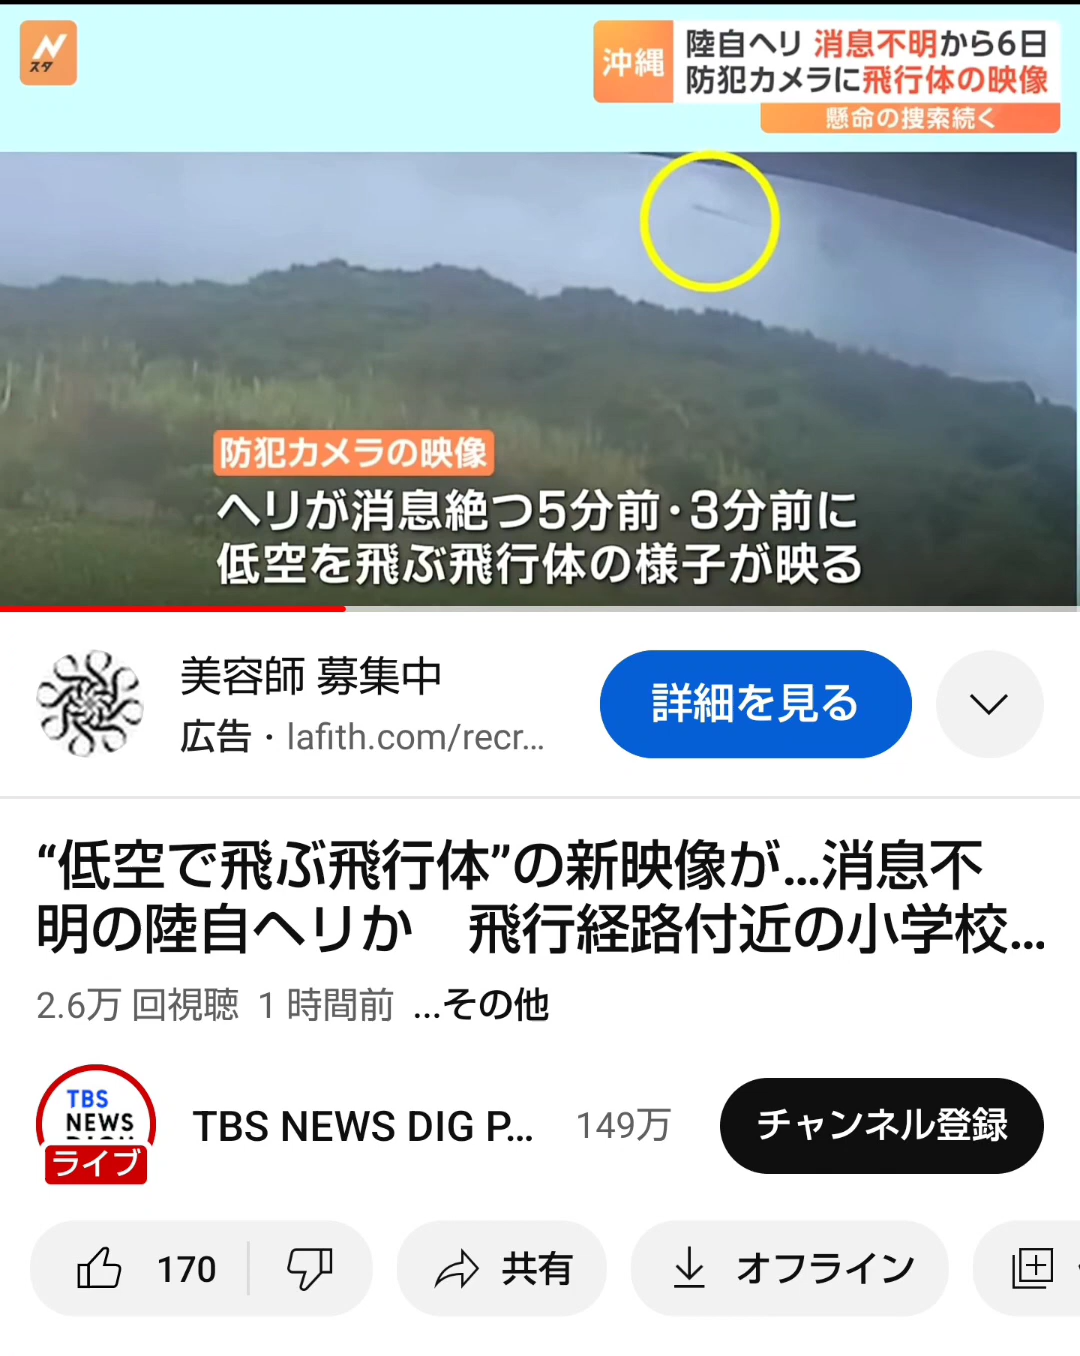 Nスタ
沖縄
陸自ヘリ 消息不明から6日
防犯カメラに飛行体の映像
懸命の捜索続く
防犯カメラの映像
ヘリが消息絶つ5分前・3分前に
低空を飛ぶ飛行体の様子が映る
美容師 募集中
広告・lafith.com/recr...
詳細を見る
“低空で飛ぶ飛行体”の新映像が...消息不
明の陸自ヘリか　飛行経路付近の小学校...
2.6万 回視聴 1 時間前 ...その他
TBS
NEWS
ライブ
TBS NEWS DIG P...
149万
チャンネル登録
170
共有
オフライン